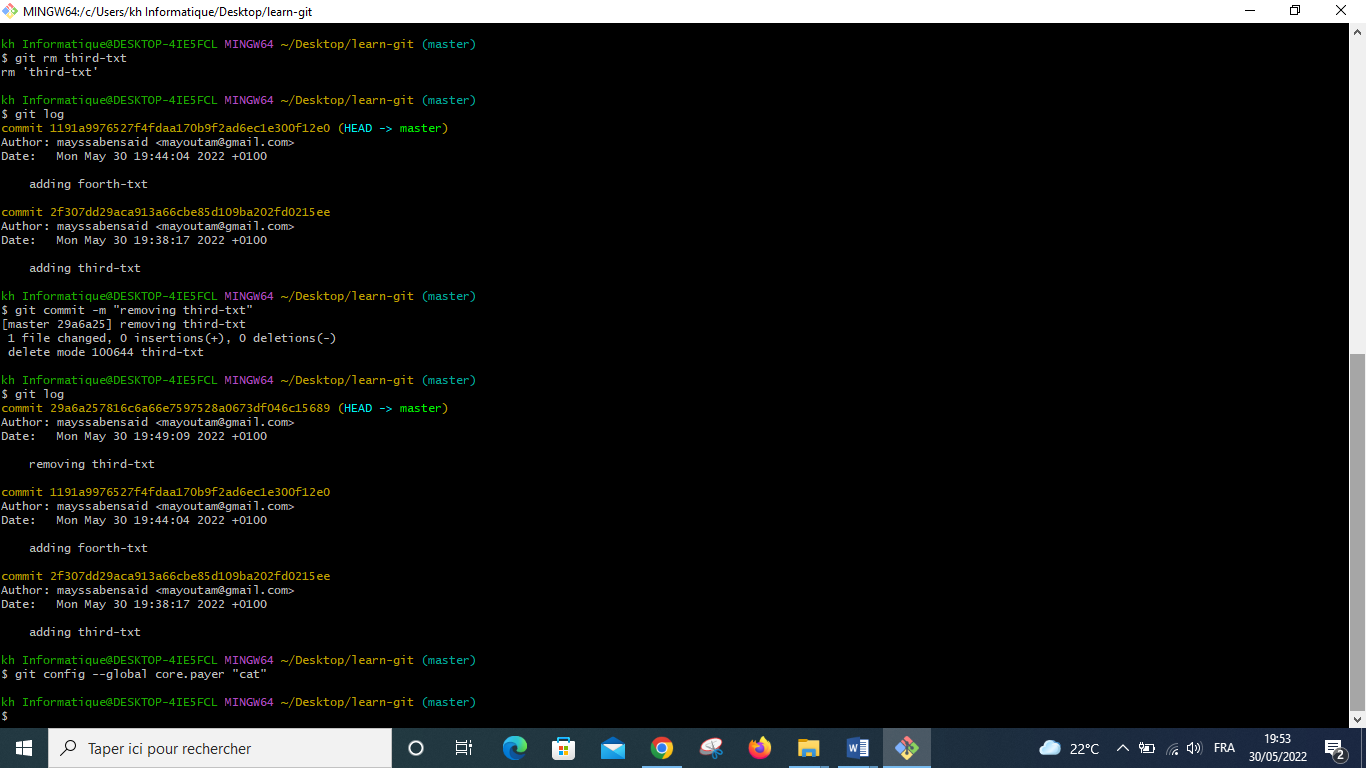 MINGW64:/c/Users/kh Informatique/Desktop/learn-git
kh Informatique@DESKTOP-4IE5FCL MINGW64 ~/Desktop/learn-git (master)
$ git rm third-txt
rm 'third-txt'
kh Informatique@DESKTOP-4IE5FCL MINGW64 ~/Desktop/learn-git (master)
$ git log
commit 1191a9976527f4fdaa170b9f2ad6ec1e300f12e0 (HEAD -> master)
Author: mayssabensaid <mayoutam@gmail.com>
Date:   Mon May 30 19:44:04 2022 +0100
adding foorth-txt
commit 2f307dd29aca913a66cbe85d109ba202fd0215ee
Author: mayssabensaid <mayoutam@gmail.com>
Date:   Mon May 30 19:38:17 2022 +0100
adding third-txt
kh Informatique@DESKTOP-4IE5FCL MINGW64 ~/Desktop/learn-git (master)
$ git commit -m "removing third-txt"
[master 29a6a25] removing third-txt
1 file changed, 0 insertions(+), 0 deletions(-)
delete mode 100644 third-txt
kh Informatique@DESKTOP-4IE5FCL MINGW64 ~/Desktop/learn-git (master)
$ git log
commit 29a6a257816c6a66e7597528a0673df046c15689 (HEAD -> master)
Author: mayssabensaid <mayoutam@gmail.com>
Date:   Mon May 30 19:49:09 2022 +0100
removing third-txt
commit 1191a9976527f4fdaa170b9f2ad6ec1e300f12e0
Author: mayssabensaid <mayoutam@gmail.com>
Date:   Mon May 30 19:44:04 2022 +0100
adding foorth-txt
commit 2f307dd29aca913a66cbe85d109ba202fd0215ee
Author: mayssabensaid <mayoutam@gmail.com>
Date:   Mon May 30 19:38:17 2022 +0100
adding third-txt
kh Informatique@DESKTOP-4IE5FCL MINGW64 ~/Desktop/learn-git (master)
$ git config --global core.payer "cat"
kh Informatique@DESKTOP-4IE5FCL MINGW64 ~/Desktop/learn-git (master)
$
Taper ici pour rechercher
22°C
FRA
19:53
30/05/2022
2